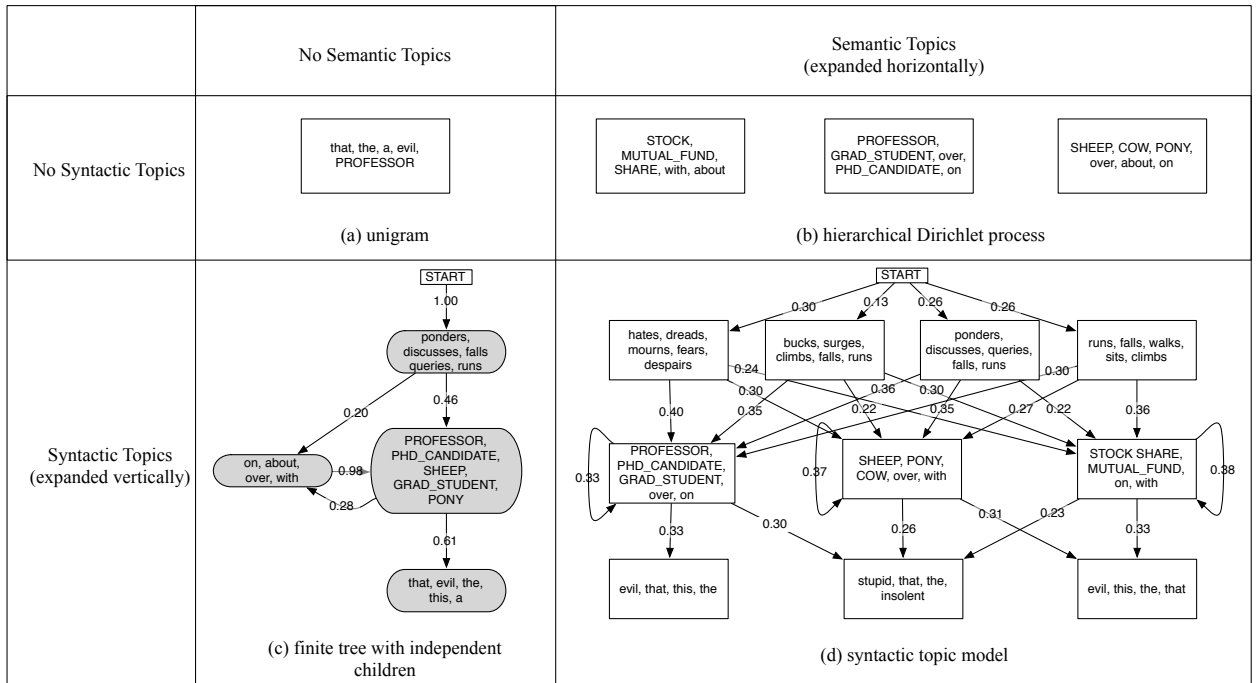 No Semantic Topics
Semantic Topics
(expanded horizontally)
No Syntactic Topics
that, the, a, evil,
PROFESSOR
(a) unigram
STOCK,
MUTUAL_FUND,
SHARE, with, about
PROFESSOR,
GRAD_STUDENT, over,
PHD_CANDIDATE, on
SHEEP, COW, PONY,
over, about, on
(b) hierarchical Dirichlet process
Syntactic Topics
(expanded vertically)
START
1.00
ponders,
discusses, falls
queries, runs
0.20
0.46
on, about,
over, with
0.98
0.28
PROFESSOR,
PHD_CANDIDATE,
SHEEP,
GRAD_STUDENT,
PONY
0.61
that, evil, the,
this, a
(c) finite tree with independent
children
START
0.30
0.13
0.26
0.26
hates, dreads,
mourns, fears,
despairs
bucks, surges,
climbs, falls, runs
ponders,
discusses, queries,
falls, runs
runs, falls, walks,
sits, climbs
0.24
0.30
0.36
0.30
0.30
0.40
0.35
0.22
0.35
0.27
0.22
0.36
0.33
PROFESSOR,
PHD_CANDIDATE,
GRAD_STUDENT,
over, on
0.37
SHEEP, PONY,
COW, over, with
STOCK SHARE,
MUTUAL_FUND,
on, with
0.38
0.33
0.30
0.26
0.31
0.23
0.33
evil, that, this, the
stupid, that, the,
insolent
evil, this, the, that
(d) syntactic topic model